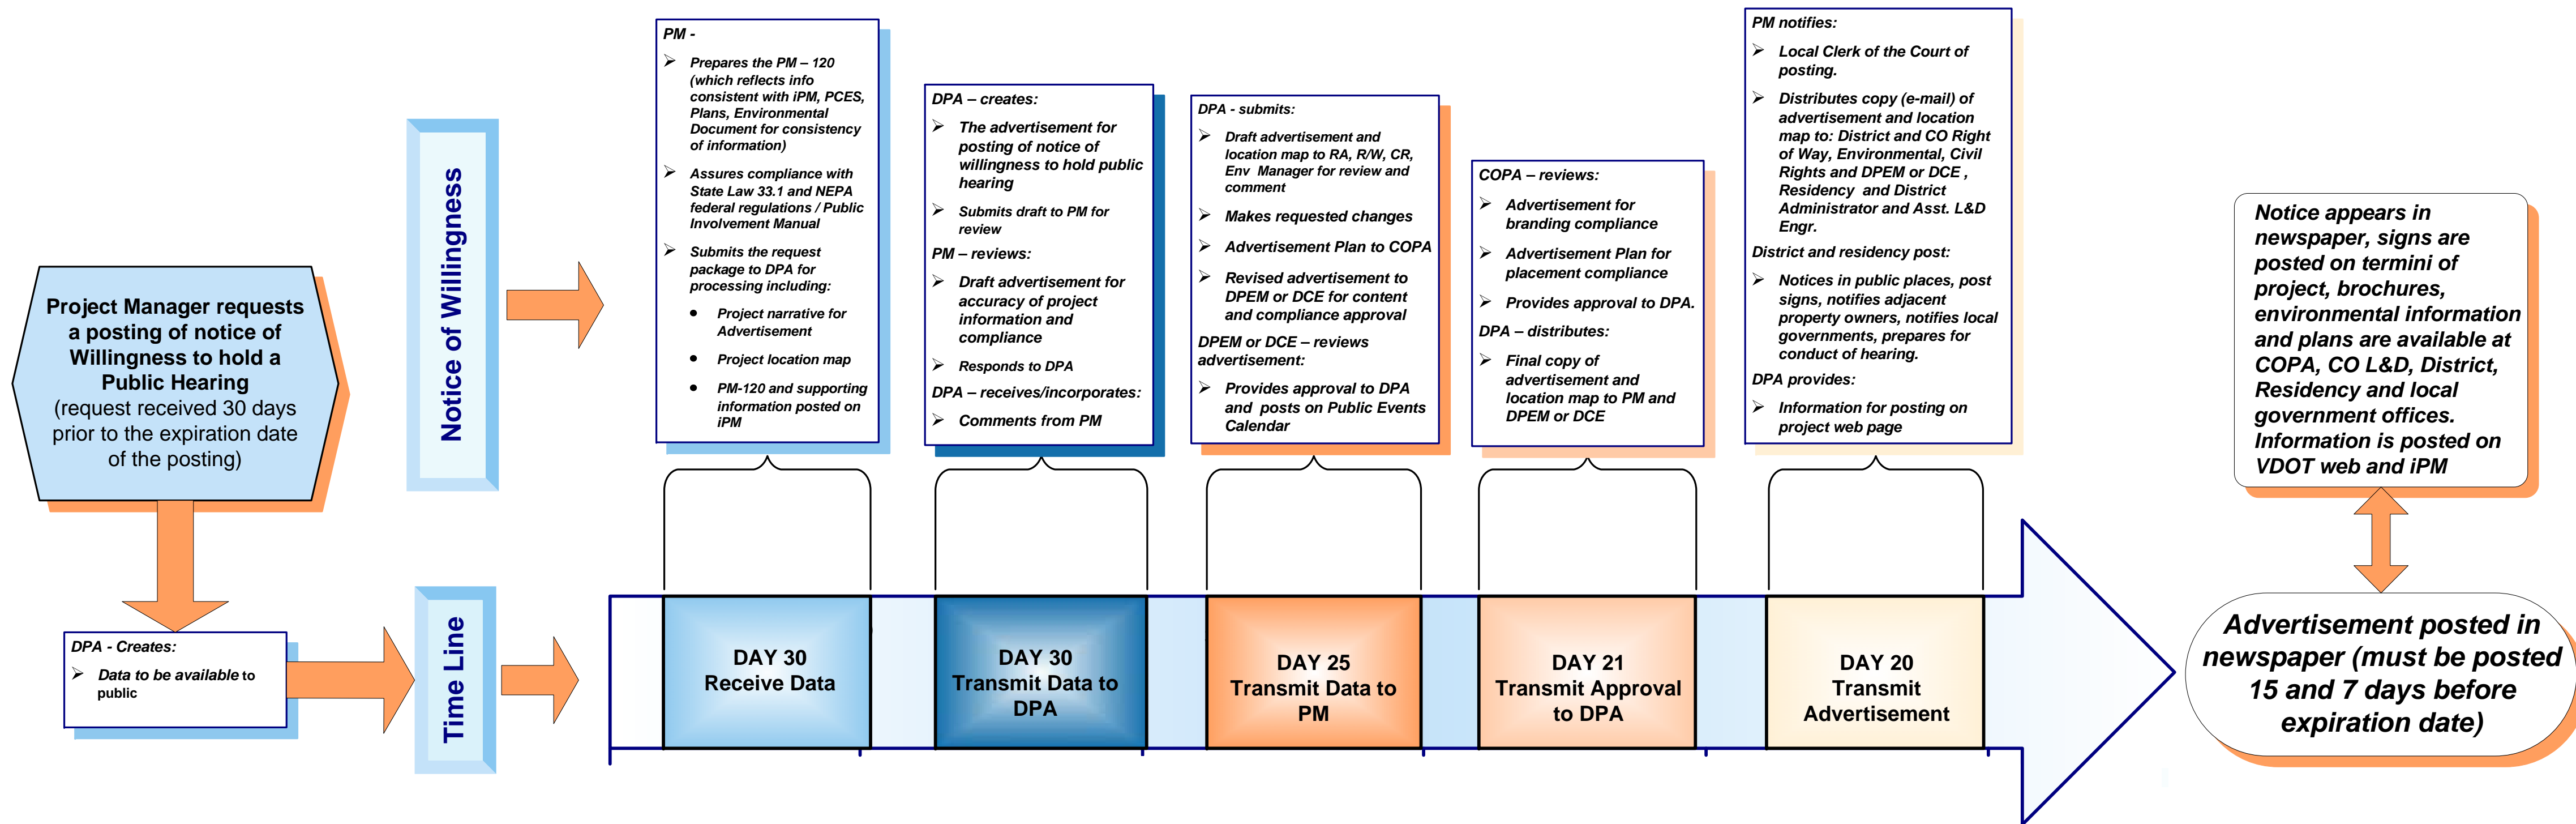 Project Manager requests
a posting of notice of
Willingness to hold a
Public Hearing
(request received 30 days
prior to the expiration date
of the posting)
DPA - Creates:
➢ Data to be available to
public
Notice of Willingness
Time Line
PM -
➢ Prepares the PM – 120
(which reflects info
consistent with iPM, PCES,
Plans, Environmental
Document for consistency
of information)
➢ Assures compliance with
State Law 33.1 and NEPA
federal regulations / Public
Involvement Manual
➢ Submits the request
package to DPA for
processing including:
• Project narrative for
Advertisement
• Project location map
• PM-120 and supporting
information posted on
iPM
DPA – creates:
➢ The advertisement for
posting of notice of
willingness to hold public
hearing
➢ Submits draft to PM for
review
PM – reviews:
➢ Draft advertisement for
accuracy of project
information and
compliance
➢ Responds to DPA
DPA – receives/incorporates:
➢ Comments from PM
DPA - submits:
➢ Draft advertisement and
location map to RA, R/W, CR,
Env Manager for review and
comment
➢ Makes requested changes
➢ Advertisement Plan to COPA
➢ Revised advertisement to
DPEM or DCE for content
and compliance approval
DPEM or DCE – reviews
advertisement:
➢ Provides approval to DPA
and posts on Public Events
Calendar
COPA – reviews:
➢ Advertisement for
branding compliance
➢ Advertisement Plan for
placement compliance
➢ Provides approval to DPA.
DPA – distributes:
➢ Final copy of
advertisement and
location map to PM and
DPEM or DCE
PM notifies:
➢ Local Clerk of the Court of
posting.
➢ Distributes copy (e-mail) of
advertisement and location
map to: District and CO Right
of Way, Environmental, Civil
Rights and DPEM or DCE ,
Residency and District
Administrator and Asst. L&D
Engr.
District and residency post:
➢ Notices in public places, post
signs, notifies adjacent
property owners, notifies local
governments, prepares for
conduct of hearing.
DPA provides:
➢ Information for posting on
project web page
DAY 30
Receive Data
DAY 30
Transmit Data to
DPA
DAY 25
Transmit Data to
PM
DAY 21
Transmit Approval
to DPA
DAY 20
Transmit
Advertisement
Notice appears in
newspaper, signs are
posted on termini of
project, brochures,
environmental information
and plans are available at
COPA, CO L&D, District,
Residency and local
government offices.
Information is posted on
VDOT web and iPM
Advertisement posted in
newspaper (must be posted
15 and 7 days before
expiration date)